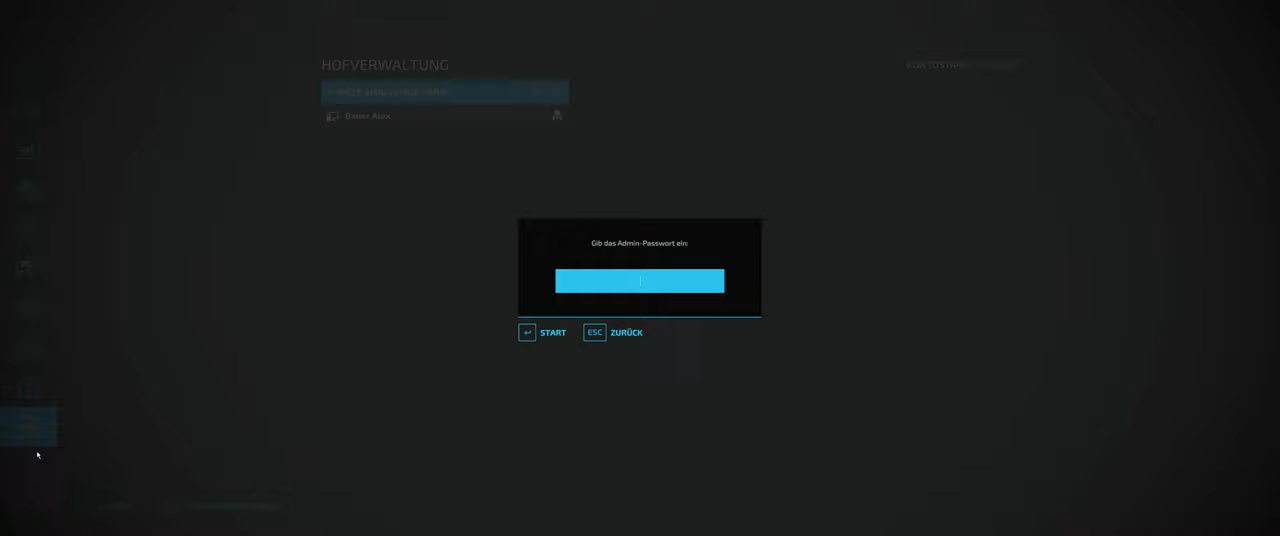 HOFVERWALTUNG
Bauer Alex
Gib das Admin-Passwort ein:
START
ESC ZURÜCK